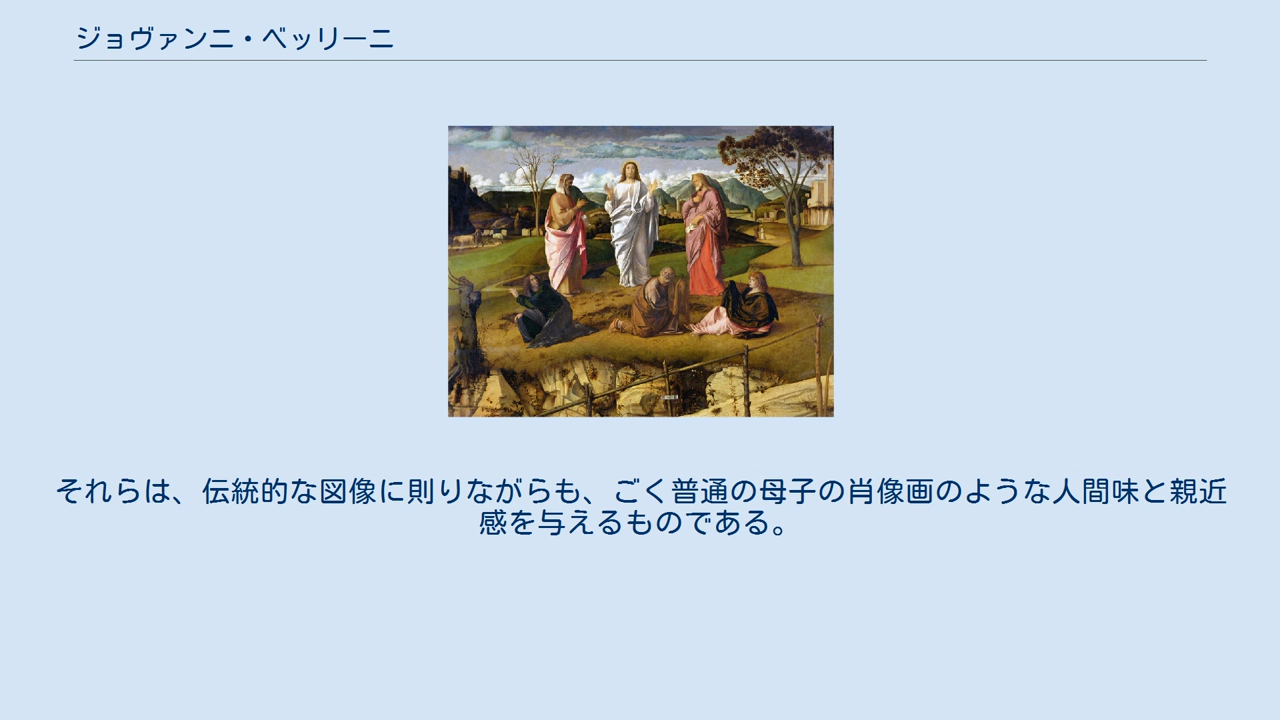 ジョヴァンニ・ベッリーニ
それらは、伝統的な図像に則りながらも、ごく普通の母子の肖像画のような人間味と親近
感を与えるものである。